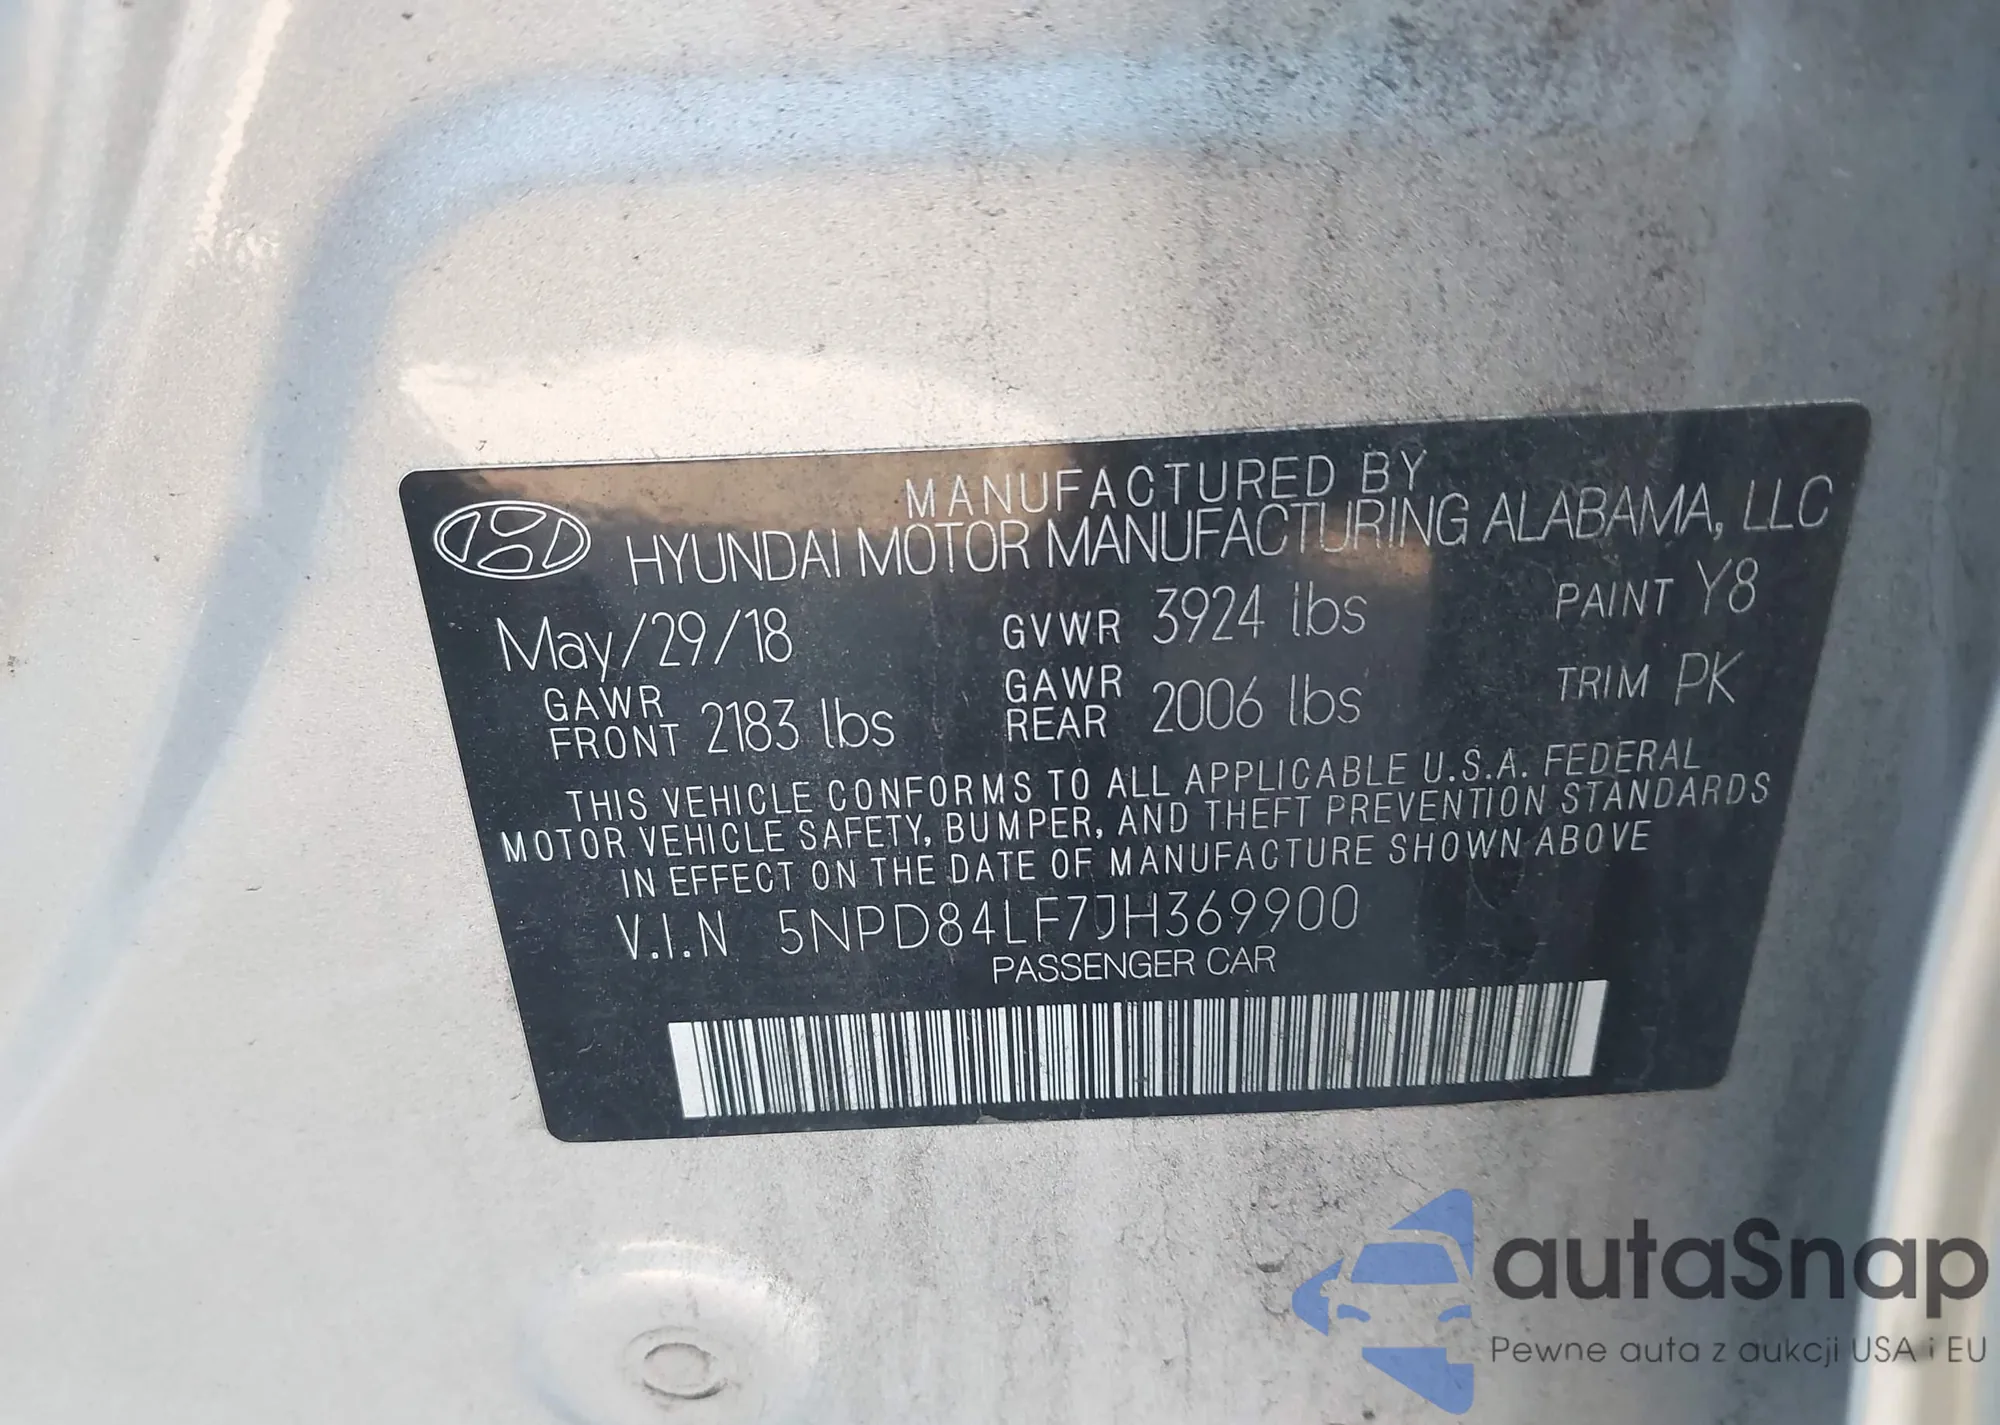 MANUFACTURED BY
HYUNDAI MOTOR MANUFACTURING ALABAMA, LLC
May/29/18 GVWR 3924 lbs PAINT Y8
GAWR FRONT 2183 lbs GAWR REAR 2006 lbs TRIM PK
THIS VEHICLE CONFORMS TO ALL APPLICABLE U.S.A. FEDERAL
MOTOR VEHICLE SAFETY, BUMPER, AND THEFT PREVENTION STANDARDS
IN EFFECT ON THE DATE OF MANUFACTURE SHOWN ABOVE
V.I.N 5NPD84LF7JH369900
PASSENGER CAR
autaSnap
Pewne auta z aukcji USA i EU